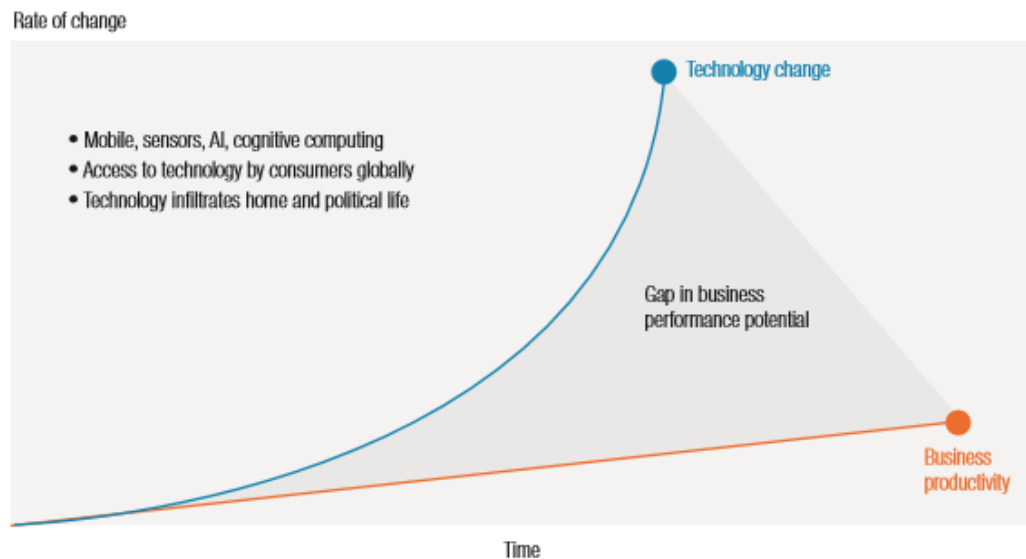 Rate of change
Technology change
• Mobile, sensors, AI, cognitive computing
• Access to technology by consumers globally
• Technology infiltrates home and political life
Gap in business
performance potential
Business
productivity
Time